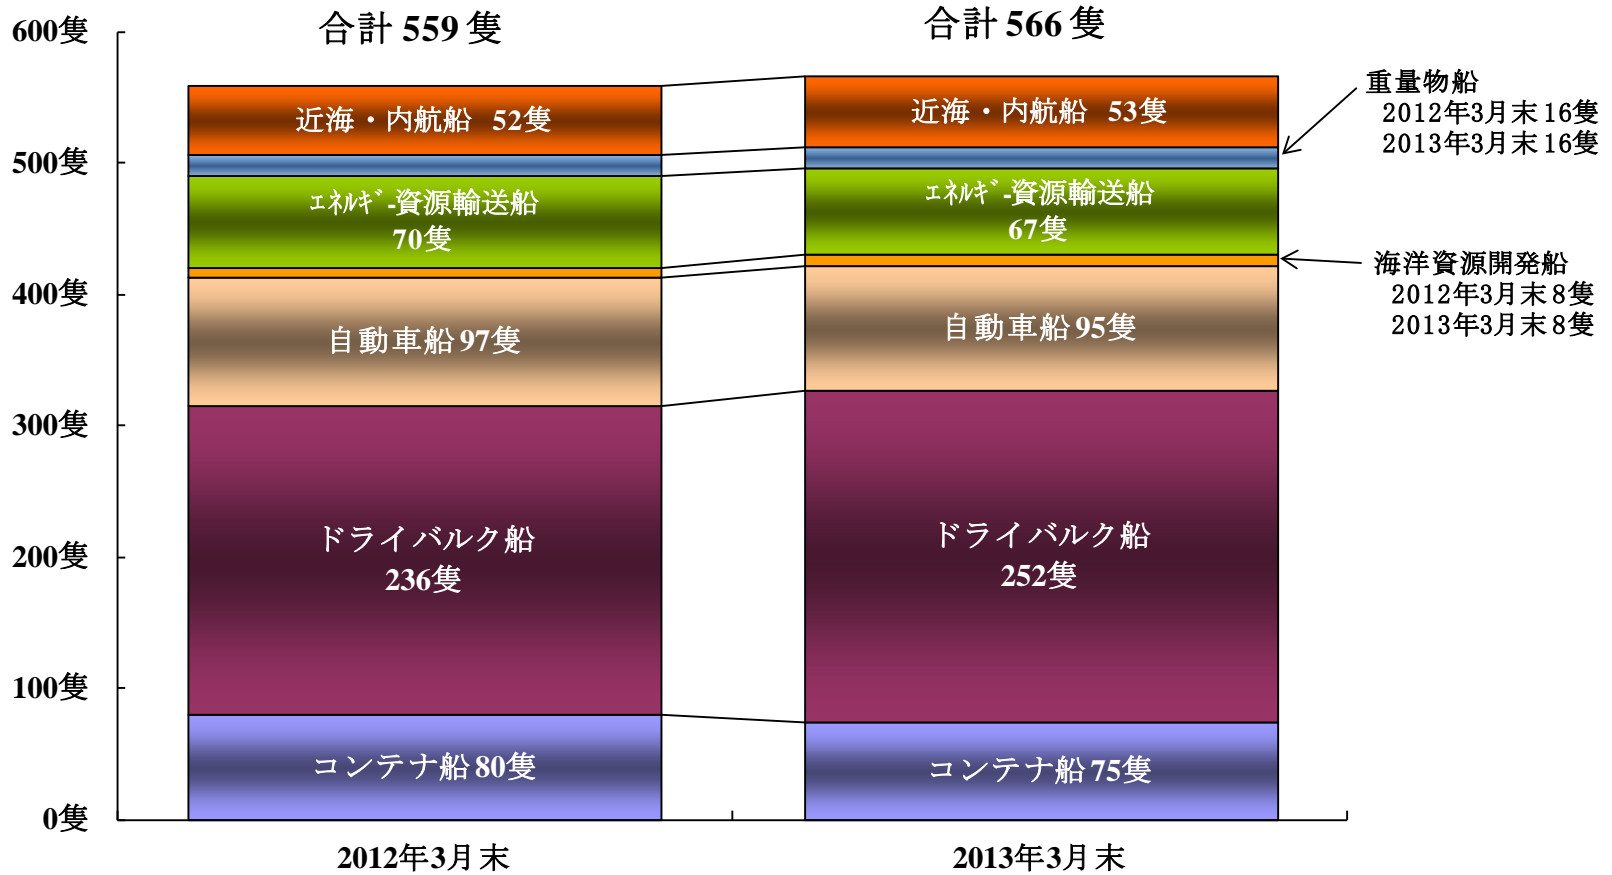 合計 559 隻
合計 566 隻
600隻
500隻
400隻
300隻
200隻
100隻
0隻
近海・内航船 52隻
ｴﾈﾙｷﾞ-資源輸送船
70隻
自動車船 97隻
ドライバルク船
236隻
コンテナ船 80隻
近海・内航船 53隻
ｴﾈﾙｷﾞ-資源輸送船
67隻
自動車船 95隻
ドライバルク船
252隻
コンテナ船 75隻
重量物船
2012年3月末 16隻
2013年3月末 16隻
海洋資源開発船
2012年3月末 8隻
2013年3月末 8隻
2012年3月末
2013年3月末